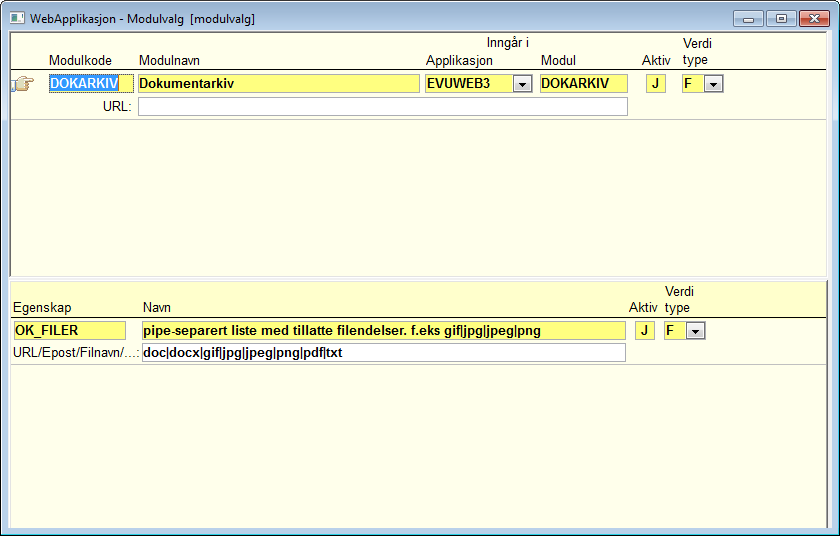 WebApplikasjon - Modulvalg [modulvalg]
Inngår i Verdi
Modulkode Modulnavn Applikasjon Modul Aktiv type
DOKARKIV Dokumentarkiv EVUWEB3 DOKARKIV J F
URL:
Verdi
Egenskap Navn Aktiv type
OK_FILER pipe-separert liste med tillatte filendelser. f.eks gif|jpg|jpeg|png J F
URL/Epost/Filnavn/...: doc|docx|gif|jpg|jpeg|png|pdf|txt